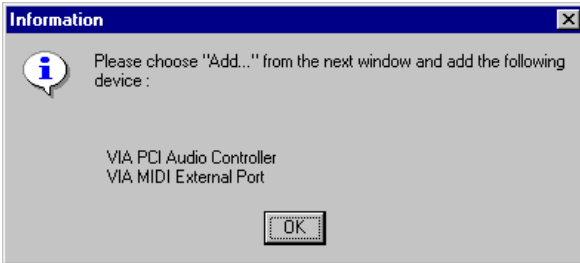 Information
Please choose "Add..." from the next window and add the following
device :
VIA PCI Audio Controller
VIA MIDI External Port
OK